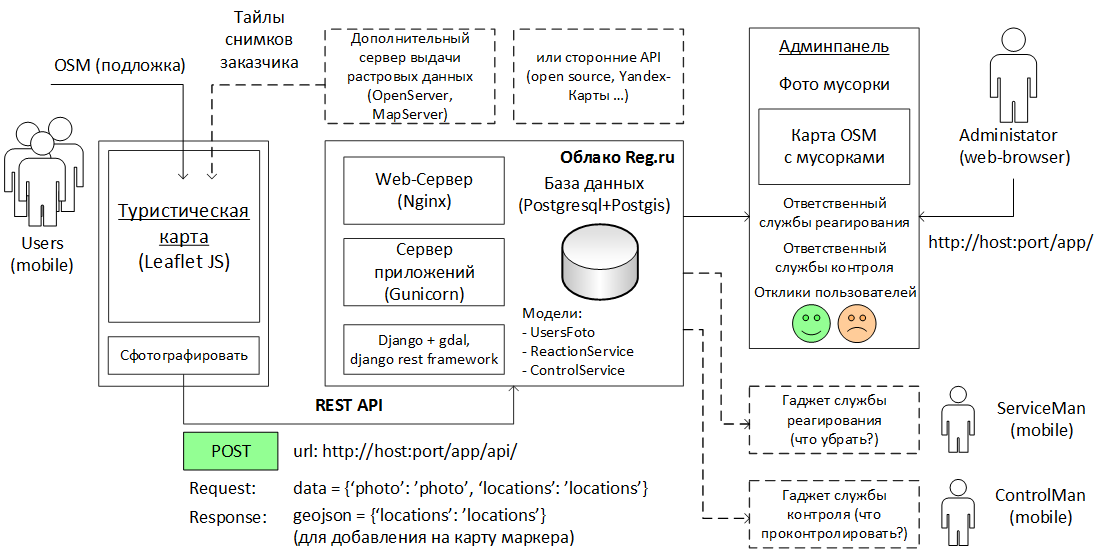 Тайлы
снимков
заказчика
OSM (подложка)
Users
(mobile)
Туристическая
карта
(Leaflet JS)
Сфотографировать
Дополнительный
сервер выдачи
растровых данных
(OpenServer,
MapServer)
или сторонние API
(open source, Yandex-
Карты ...)
Облако Reg.ru
Web-Сервер
(Nginx)
Сервер
приложений
(Gunicorn)
Django + gdal,
django rest framework
База данных
(Postgresql+Postgis)
Модели:
- UsersFoto
- ReactionService
- ControlService
Админпанель
Фото мусорки
Карта OSM
с мусорками
Ответственный
службы реагирования
Ответственный
службы контроля
Отклики пользователей
Administator
(web-browser)
http://host:port/app/
REST API
POST
url: http://host:port/app/api/
Request: data = {‘photo’: ’photo’, ‘locations’: ’locations’}
Response: geojson = {‘locations’: ’locations’}
(для добавления на карту маркера)
Гаджет службы
реагирования
(что убрать?)
ServiceMan
(mobile)
Гаджет службы
контроля (что
проконтролировать?)
ControlMan
(mobile)